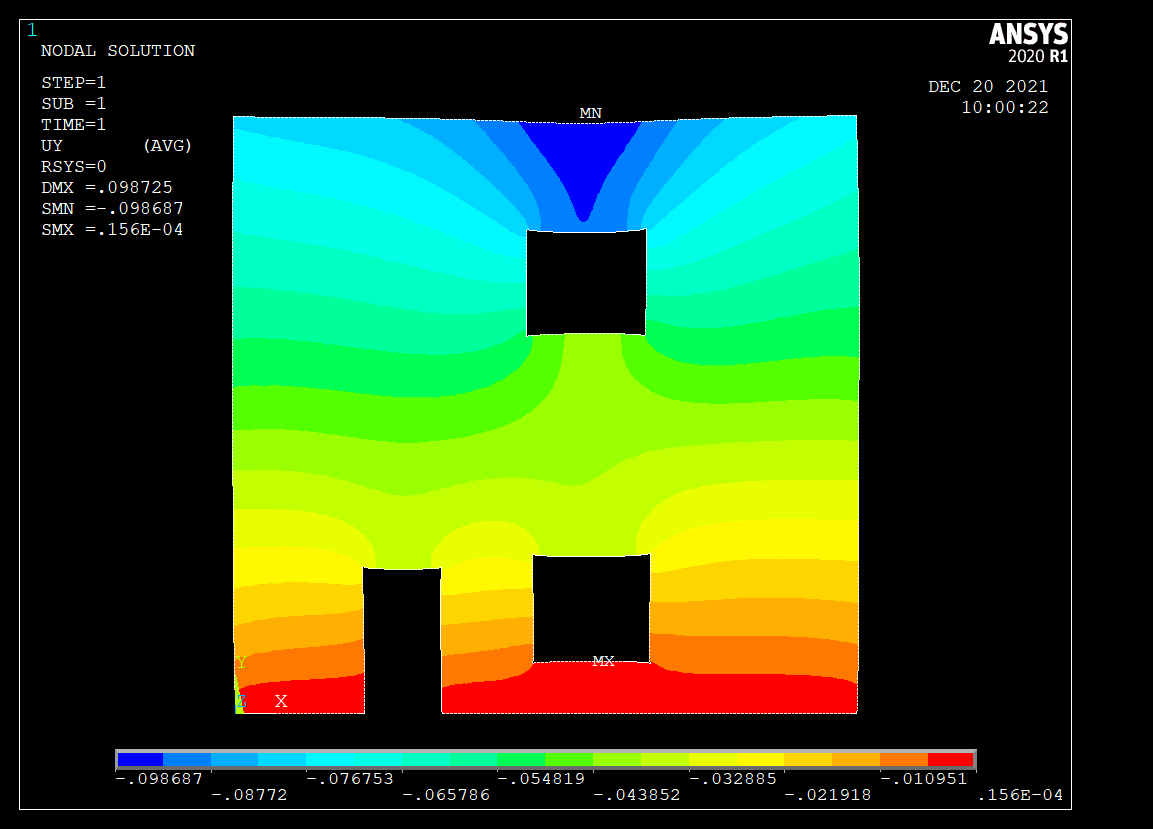 1
NODAL SOLUTION
STEP=1
SUB =1
TIME=1
UY (AVG)
RSYS=0
DMX =.098725
SMN =-.098687
SMX =.156E-04
ANSYS
2020 R1
DEC 20 2021
10:00:22
MN
MX
Y
Z X
-.098687 -.076753 -.054819 -.032885 -.010951
-.08772 -.065786 -.043852 -.021918 .156E-04